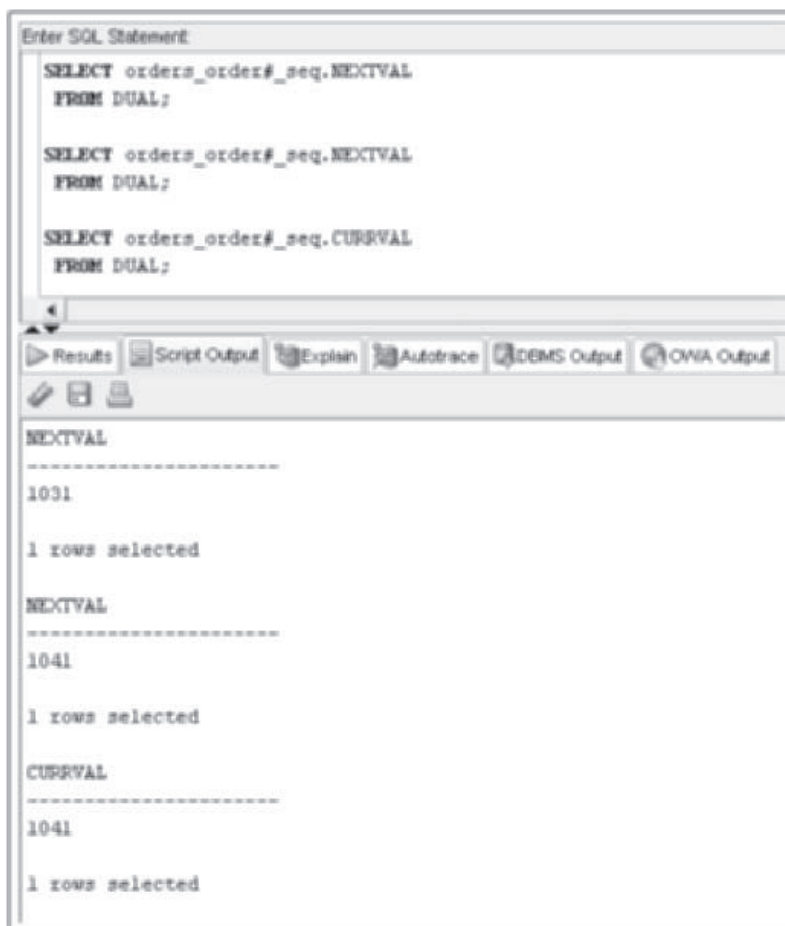 Enter SQL Statement:
SELECT orders_order#_seq.NEXTVAL
FROM DUAL;
SELECT orders_order#_seq.NEXTVAL
FROM DUAL;
SELECT orders_order#_seq.CURRVAL
FROM DUAL;
Results Script Output Explain Autotrace DBMS Output OWA Output
NEXTVAL
-----------------------
1031
1 rows selected
NEXTVAL
-----------------------
1041
1 rows selected
CURRVAL
-----------------------
1041
1 rows selected